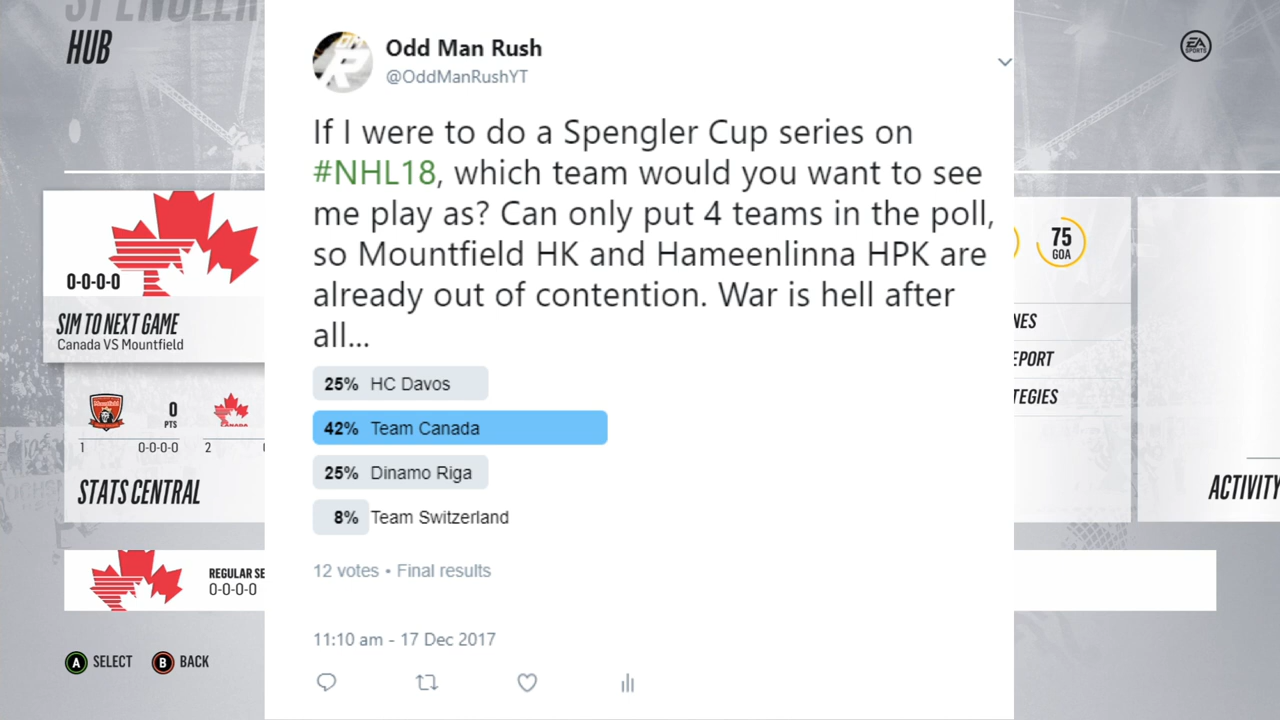 SPENGLER
HUB
EA SPORTS
Odd Man Rush
@OddManRushYT
If I were to do a Spengler Cup series on
#NHL18, which team would you want to see
me play as? Can only put 4 teams in the poll,
so Mountfield HK and Hameenlinna HPK are
already out of contention. War is hell after
all...
25% HC Davos
42% Team Canada
25% Dinamo Riga
8% Team Switzerland
12 votes • Final results
11:10 am - 17 Dec 2017
0-0-0-0
SIM TO NEXT GAME
Canada VS Mountfield
0
PTS
1 0-0-0-0 2
STATS CENTRAL
REGULAR SE
0-0-0-0
A SELECT B BACK
75
GOA
NES
EPORT
TEGIES
ACTIVITY